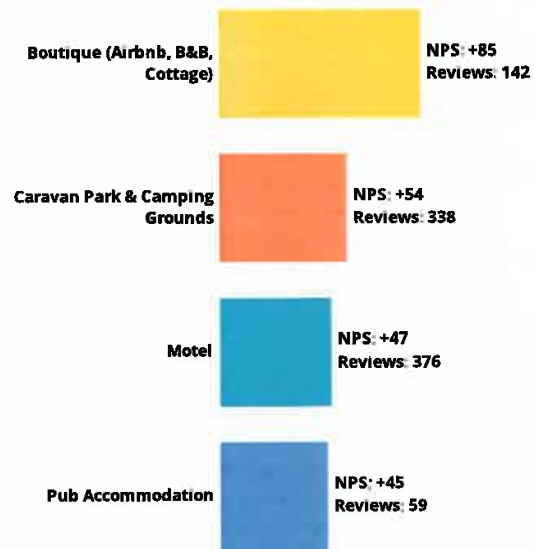 Boutique (Airbnb, B&B,
Cottage)
NPS: +85
Reviews: 142
Caravan Park & Camping
Grounds
NPS: +54
Reviews: 338
Motel
NPS: +47
Reviews: 376
Pub Accommodation
NPS: +45
Reviews: 59